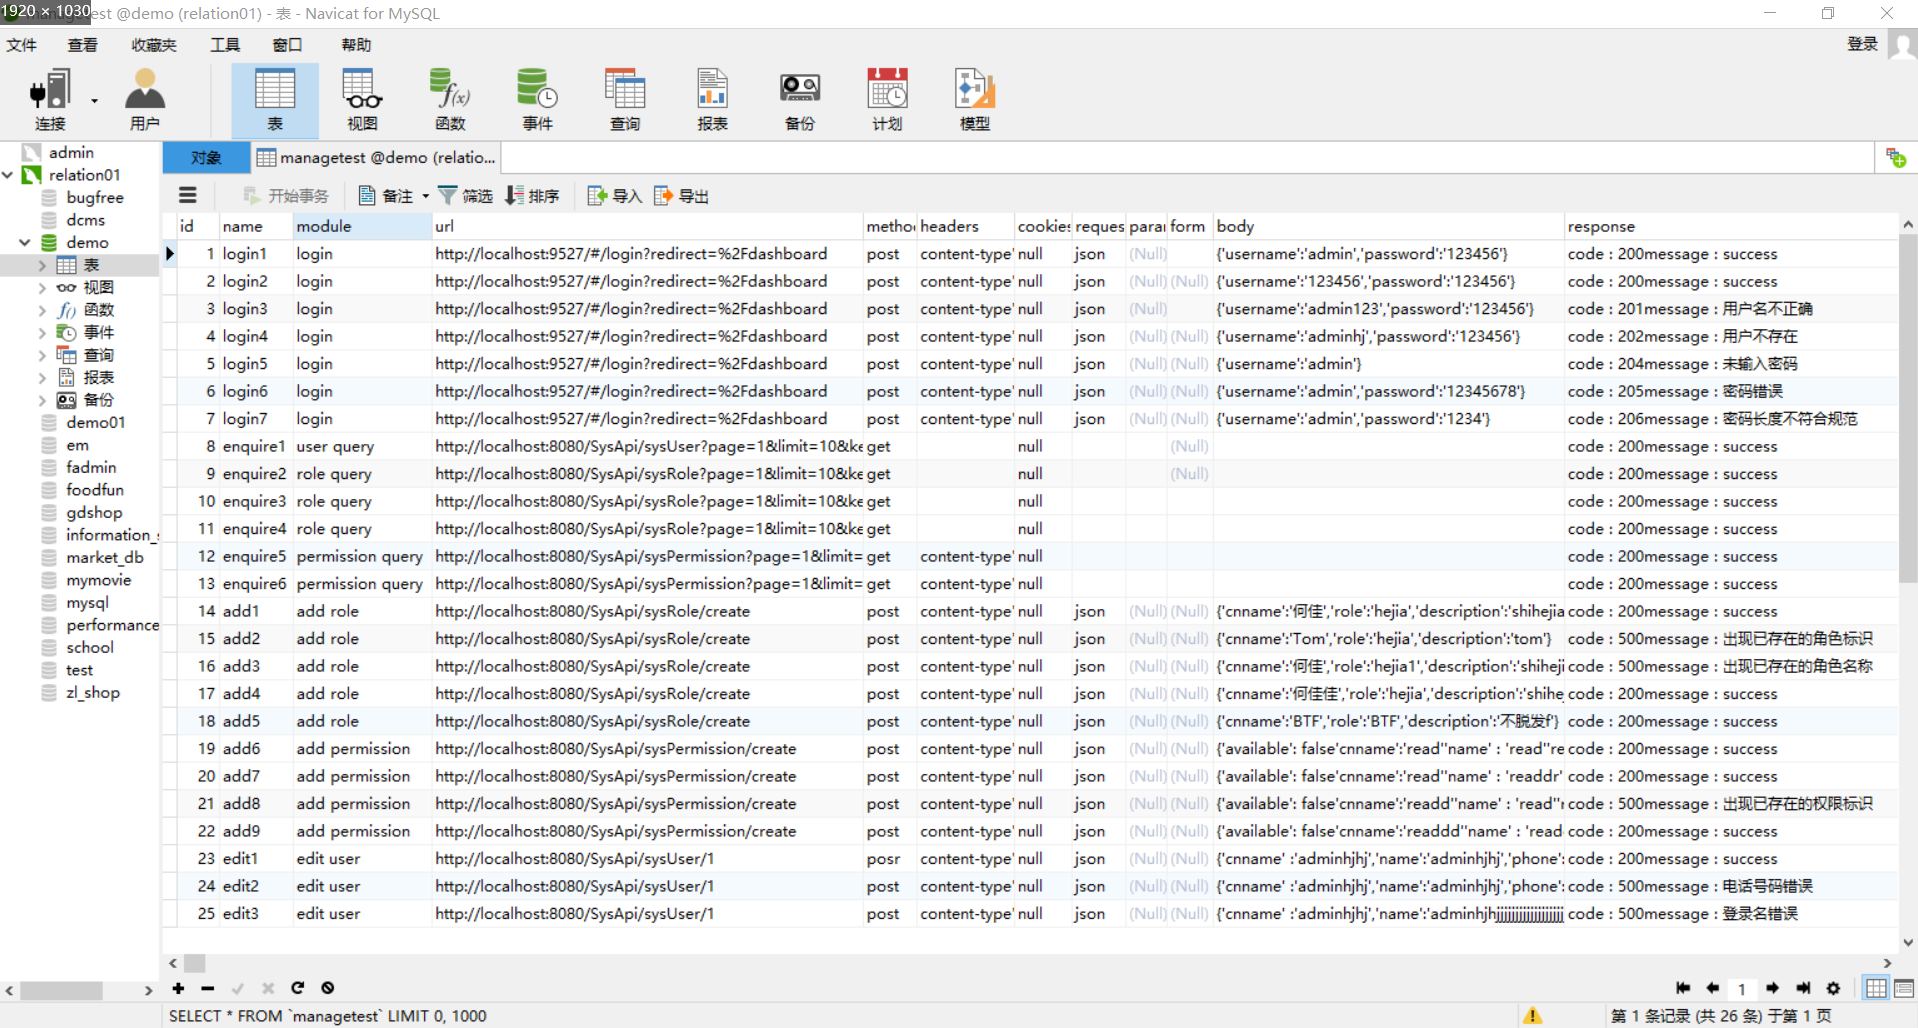 1920 × 1030 test @demo (relation01) - 表 - Navicat for MySQL
文件 查看 收藏夹 工具 窗口 帮助 登录
连接 用户 表 视图 函数 事件 查询 报表 备份 计划 模型
admin
relation01
bugfree
dcms
demo
表
视图
函数
事件
查询
报表
备份
demo01
em
fadmin
foodfun
gdshop
information_s
market_db
mymovie
mysql
performance
school
test
zl_shop
对象 managetest @demo (relatio...
开始事务 备注 筛选 排序 导入 导出
id name module url metho headers cookies reques para form body response
1 login1 login http://localhost:9527/#/login?redirect=%2Fdashboard post content-type' null json (Null) {'username':'admin','password':'123456'} code : 200message : success
2 login2 login http://localhost:9527/#/login?redirect=%2Fdashboard post content-type' null json (Null) (Null) {'username':'123456','password':'123456'} code : 200message : success
3 login3 login http://localhost:9527/#/login?redirect=%2Fdashboard post content-type' null json (Null) {'username':'admin123','password':'123456'} code : 201message : 用户名不正确
4 login4 login http://localhost:9527/#/login?redirect=%2Fdashboard post content-type' null json (Null) (Null) {'username':'adminhj','password':'123456'} code : 202message : 用户不存在
5 login5 login http://localhost:9527/#/login?redirect=%2Fdashboard post content-type' null json (Null) (Null) {'username':'admin'} code : 204message : 未输入密码
6 login6 login http://localhost:9527/#/login?redirect=%2Fdashboard post content-type' null json (Null) (Null) {'username':'admin','password':'12345678'} code : 205message : 密码错误
7 login7 login http://localhost:9527/#/login?redirect=%2Fdashboard post content-type' null json (Null) (Null) {'username':'admin','password':'1234'} code : 206message : 密码长度不符合规范
8 enquire1 user query http://localhost:8080/SysApi/sysUser?page=1&limit=10&ke get null (Null) code : 200message : success
9 enquire2 role query http://localhost:8080/SysApi/sysRole?page=1&limit=10&ke get null (Null) code : 200message : success
10 enquire3 role query http://localhost:8080/SysApi/sysRole?page=1&limit=10&ke get null code : 200message : success
11 enquire4 role query http://localhost:8080/SysApi/sysRole?page=1&limit=10&ke get null code : 200message : success
12 enquire5 permission query http://localhost:8080/SysApi/sysPermission?page=1&limit= get content-type' null code : 200message : success
13 enquire6 permission query http://localhost:8080/SysApi/sysPermission?page=1&limit= get content-type' null code : 200message : success
14 add1 add role http://localhost:8080/SysApi/sysRole/create post content-type' null json (Null) (Null) {'cnname':'何佳','role':'hejia','description':'shihejia code : 200message : success
15 add2 add role http://localhost:8080/SysApi/sysRole/create post content-type' null json (Null) (Null) {'cnname':'Tom','role':'hejia','description':'tom'} code : 500message : 出现已存在的角色标识
16 add3 add role http://localhost:8080/SysApi/sysRole/create post content-type' null json (Null) (Null) {'cnname':'何佳','role':'hejia1','description':'shiheji code : 500message : 出现已存在的角色名称
17 add4 add role http://localhost:8080/SysApi/sysRole/create post content-type' null json (Null) (Null) {'cnname':'何佳佳','role':'hejia','description':'shihe code : 200message : success
18 add5 add role http://localhost:8080/SysApi/sysRole/create post content-type' null json (Null) (Null) {'cnname':'BTF','role':'BTF','description':'不脱发f'} code : 200message : success
19 add6 add permission http://localhost:8080/SysApi/sysPermission/create post content-type' null json (Null) (Null) {'available': false'cnname':'read''name' : 'read''re code : 200message : success
20 add7 add permission http://localhost:8080/SysApi/sysPermission/create post content-type' null json (Null) (Null) {'available': false'cnname':'read''name' : 'readdr' code : 200message : success
21 add8 add permission http://localhost:8080/SysApi/sysPermission/create post content-type' null json (Null) (Null) {'available': false'cnname':'readd''name' : 'read''r code : 500message : 出现已存在的权限标识
22 add9 add permission http://localhost:8080/SysApi/sysPermission/create post content-type' null json (Null) (Null) {'available': false'cnname':'readdd''name' : 'read code : 200message : success
23 edit1 edit user http://localhost:8080/SysApi/sysUser/1 posr content-type' null json (Null) (Null) {'cnname' :'adminhjhj','name':'adminhjhj','phone': code : 200message : success
24 edit2 edit user http://localhost:8080/SysApi/sysUser/1 post content-type' null json (Null) (Null) {'cnname' :'adminhjhj','name':'adminhjhj','phone': code : 500message : 电话号码错误
25 edit3 edit user http://localhost:8080/SysApi/sysUser/1 post content-type' null json (Null) (Null) {'cnname' :'adminhjhj','name':'adminhjhjjjjjjjjjjjjjjjjjj code : 500message : 登录名错误
1
SELECT * FROM `managetest` LIMIT 0, 1000 第 1 条记录 (共 26 条) 于第 1 页